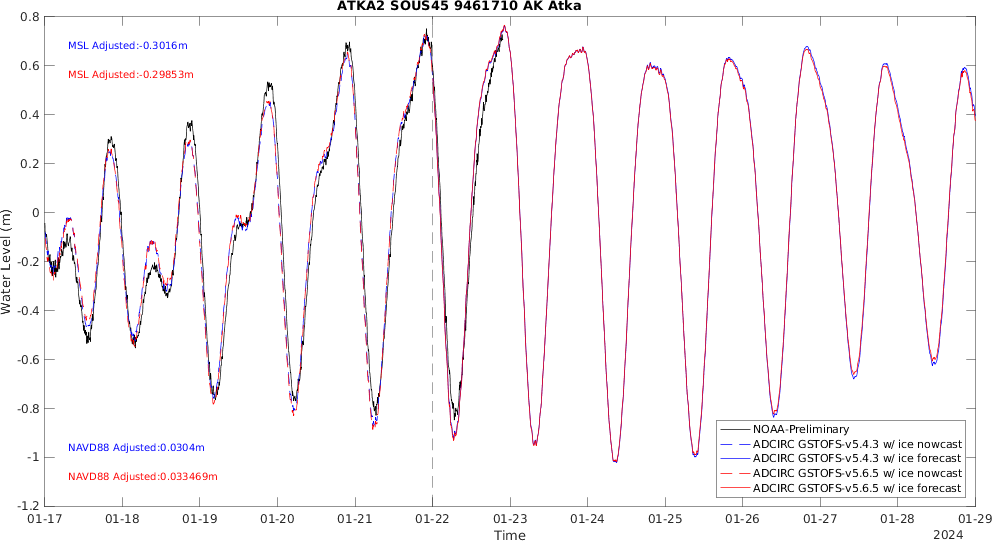 ATKA2 SOUS45 9461710 AK Atka
0.8
0.6
0.4
0.2
0
-0.2
-0.4
-0.6
-0.8
-1
-1.2
Water Level (m)
MSL Adjusted:-0.3016m
MSL Adjusted:-0.29853m
NAVD88 Adjusted:0.0304m
NAVD88 Adjusted:0.033469m
NOAA-Preliminary
ADCIRC GSTOFS-v5.4.3 w/ ice nowcast
ADCIRC GSTOFS-v5.4.3 w/ ice forecast
ADCIRC GSTOFS-v5.6.5 w/ ice nowcast
ADCIRC GSTOFS-v5.6.5 w/ ice forecast
01-17 01-18 01-19 01-20 01-21 01-22 01-23 01-24 01-25 01-26 01-27 01-28 01-29
Time
2024